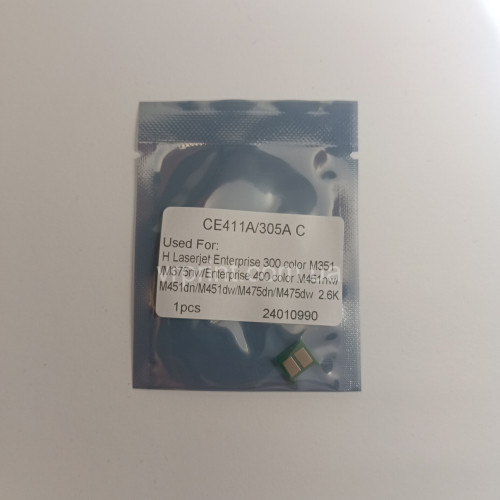 CE411A/305A C
Used For:
H Laserjet Enterprise 300 color M351
/M375nw/Enterprise 400 color M451nw/
M451dn/M451dw/M475dn/M475dw 2.6K
1pcs 24010990